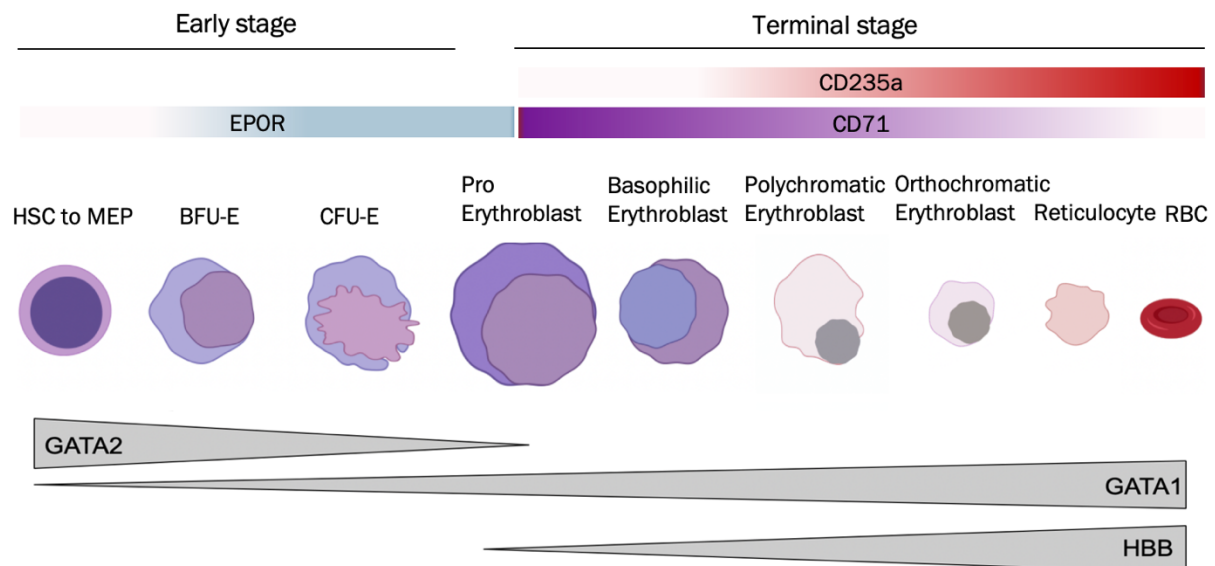 Early stage
Terminal stage
CD235a
EPOR
CD71
HSC to MEP
BFU-E
CFU-E
Pro
Erythroblast
Basophilic
Erythroblast
Polychromatic
Erythroblast
Orthochromatic
Erythroblast
Reticulocyte
RBC
GATA2
GATA1
HBB